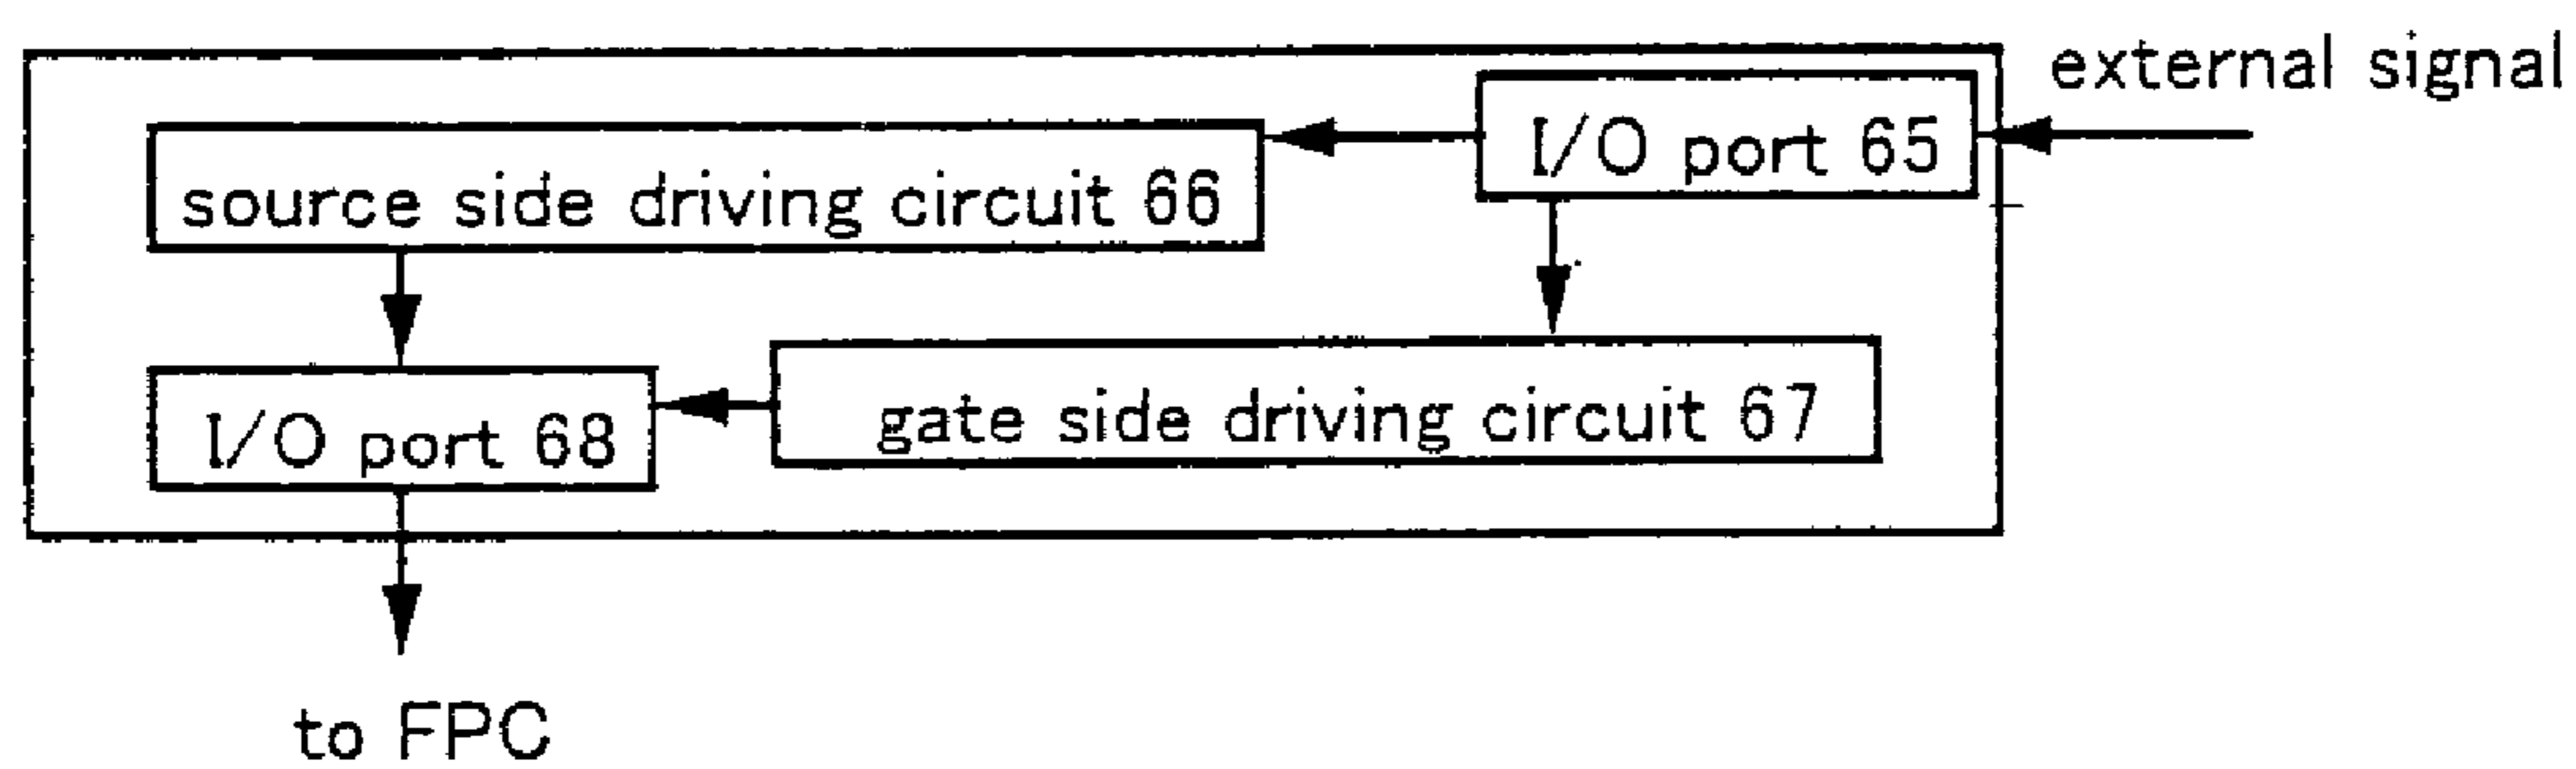 external signal
I/O port 65
source side driving circuit 66
gate side driving circuit 67
I/O port 68
to FPC